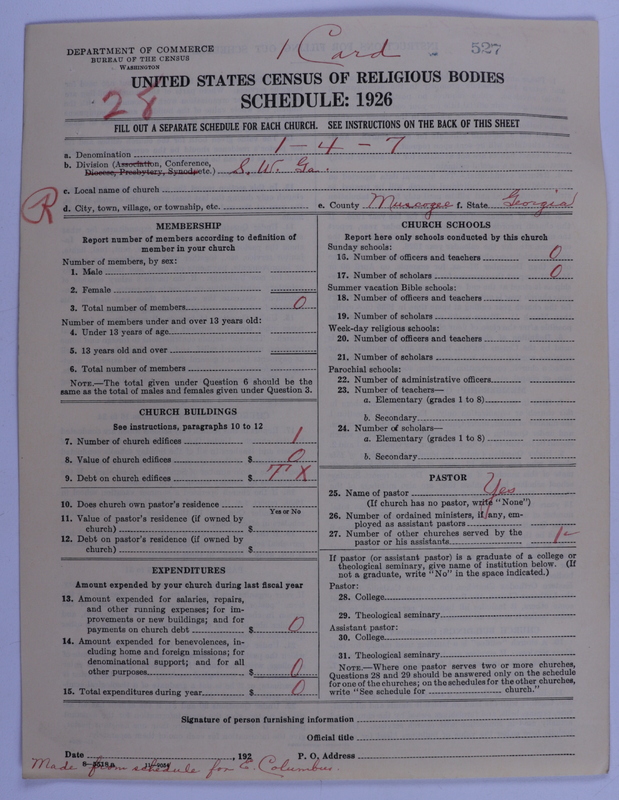 DEPARTMENT OF COMMERCE
BUREAU OF THE CENSUS
WASHINGTON
1 Card
527
UNITED STATES CENSUS OF RELIGIOUS BODIES
28
SCHEDULE: 1926
FILL OUT A SEPARATE SCHEDULE FOR EACH CHURCH. SEE INSTRUCTIONS ON THE BACK OF THIS SHEET
a. Denomination 1-4-7
b. Division (Association, Conference,
Diocese, Presbytery, Synod, etc.) S. W. Ga.
c. Local name of church
R
d. City, town, village, or township, etc. e. County Muscogee f. State Georgia
MEMBERSHIP
Report number of members according to definition of
member in your church
Number of members, by sex:
1. Male
2. Female
3. Total number of members 0
Number of members under and over 13 years old:
4. Under 13 years of age
5. 13 years old and over
6. Total number of members
NOTE.—The total given under Question 6 should be the
same as the total of males and females given under Question 3.
CHURCH BUILDINGS
See instructions, paragraphs 10 to 12
7. Number of church edifices 1
8. Value of church edifices $ 0
9. Debt on church edifices $ TX
10. Does church own pastor's residence
Yes or No
11. Value of pastor's residence (if owned by
church) $
12. Debt on pastor's residence (if owned by
church) $
EXPENDITURES
Amount expended by your church during last fiscal year
13. Amount expended for salaries, repairs,
and other running expenses; for im-
provements or new buildings; and for
payments on church debt $ 0
14. Amount expended for benevolences, in-
cluding home and foreign missions; for
denominational support; and for all
other purposes $ 0
15. Total expenditures during year $ 0
CHURCH SCHOOLS
Report here only schools conducted by this church
Sunday schools:
16. Number of officers and teachers 0
17. Number of scholars 0
Summer vacation Bible schools:
18. Number of officers and teachers
19. Number of scholars
Week-day religious schools:
20. Number of officers and teachers
21. Number of scholars
Parochial schools:
22. Number of administrative officers
23. Number of teachers—
a. Elementary (grades 1 to 8)
b. Secondary
24. Number of scholars—
a. Elementary (grades 1 to 8)
b. Secondary
PASTOR
25. Name of pastor Yes
(If church has no pastor, write "None")
26. Number of ordained ministers, if any, em-
ployed as assistant pastors
27. Number of other churches served by the
pastor or his assistants
If pastor (or assistant pastor) is a graduate of a college or
theological seminary, give name of institution below. (If
not a graduate, write "No" in the space indicated.)
Pastor:
28. College
29. Theological seminary
Assistant pastor:
30. College
31. Theological seminary
NOTE.—Where one pastor serves two or more churches,
Questions 28 and 29 should be answered only on the schedule
for one of the churches; on the schedules for the other churches,
write "See schedule for church."
Signature of person furnishing information
Official title
Date , 192 P. O. Address
Made from schedule for E. Columbus.